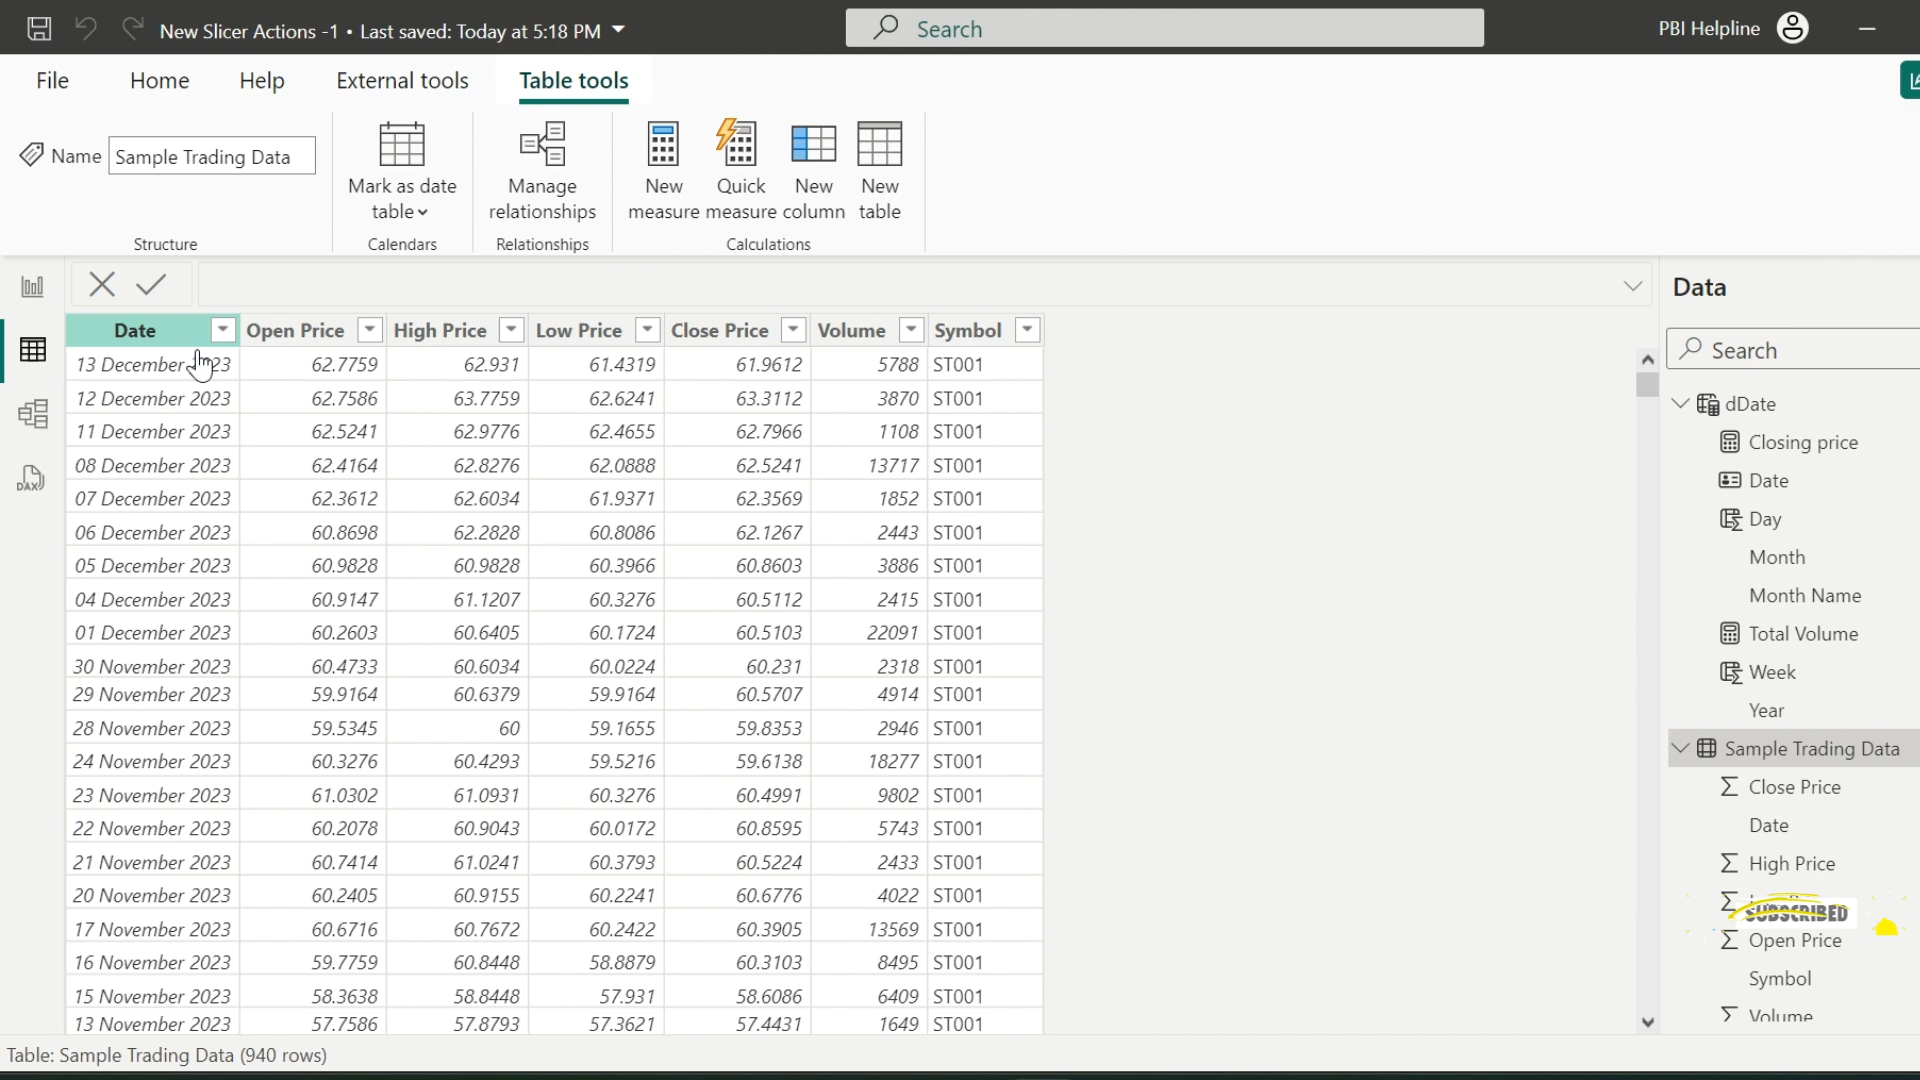 New Slicer Actions -1 • Last saved: Today at 5:18 PM
Search
PBI Helpline
File Home Help External tools Table tools
Name Sample Trading Data
Mark as date table
Manage relationships
New measure
Quick measure
New column
New table
Structure Calendars Relationships Calculations
Date Open Price High Price Low Price Close Price Volume Symbol
13 December 2023 62.7759 62.931 61.4319 61.9612 5788 ST001
12 December 2023 62.7586 63.7759 62.6241 63.3112 3870 ST001
11 December 2023 62.5241 62.9776 62.4655 62.7966 1108 ST001
08 December 2023 62.4164 62.8276 62.0888 62.5241 13717 ST001
07 December 2023 62.3612 62.6034 61.9371 62.3569 1852 ST001
06 December 2023 60.8698 62.2828 60.8086 62.1267 2443 ST001
05 December 2023 60.9828 60.9828 60.3966 60.8603 3886 ST001
04 December 2023 60.9147 61.1207 60.3276 60.5112 2415 ST001
01 December 2023 60.2603 60.6405 60.1724 60.5103 22091 ST001
30 November 2023 60.4733 60.6034 60.0224 60.231 2318 ST001
29 November 2023 59.9164 60.6379 59.9164 60.5707 4914 ST001
28 November 2023 59.5345 60 59.1655 59.8353 2946 ST001
24 November 2023 60.3276 60.4293 59.5216 59.6138 18277 ST001
23 November 2023 61.0302 61.0931 60.3276 60.4991 9802 ST001
22 November 2023 60.2078 60.9043 60.0172 60.8595 5743 ST001
21 November 2023 60.7414 61.0241 60.3793 60.5224 2433 ST001
20 November 2023 60.2405 60.9155 60.2241 60.6776 4022 ST001
17 November 2023 60.6716 60.7672 60.2422 60.3905 13569 ST001
16 November 2023 59.7759 60.8448 58.8879 60.3103 8495 ST001
15 November 2023 58.3638 58.8448 57.931 58.6086 6409 ST001
13 November 2023 57.7586 57.8793 57.3621 57.4431 1649 ST001
Table: Sample Trading Data (940 rows)
DAX
Data
Search
dDate
Closing price
Date
Day
Month
Month Name
Total Volume
Week
Year
Sample Trading Data
Close Price
Date
High Price
SUBSCRIBED
Open Price
Symbol
Volume